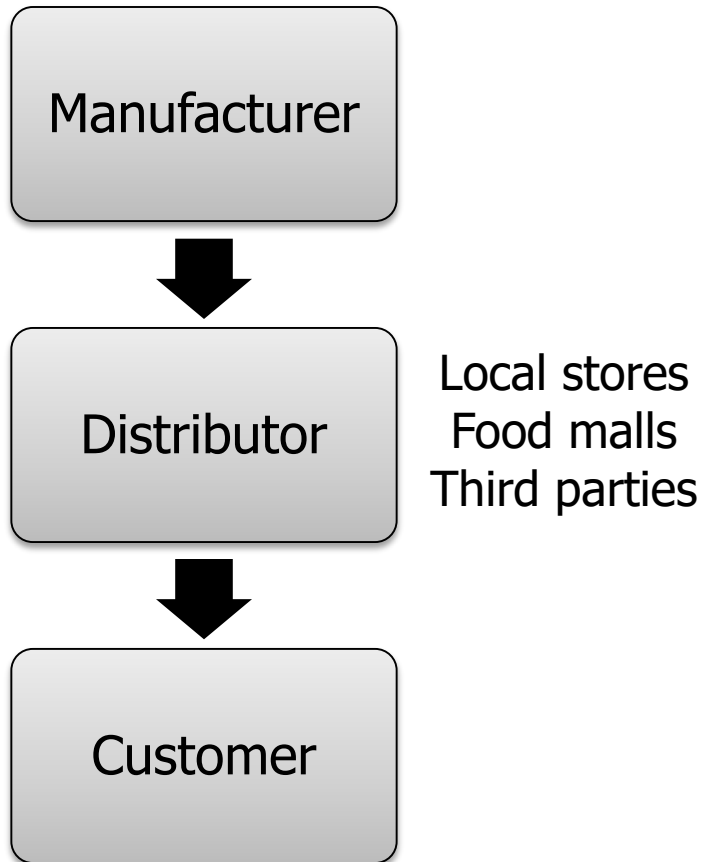 Manufacturer
Distributor
Local stores
Food malls
Third parties
Customer